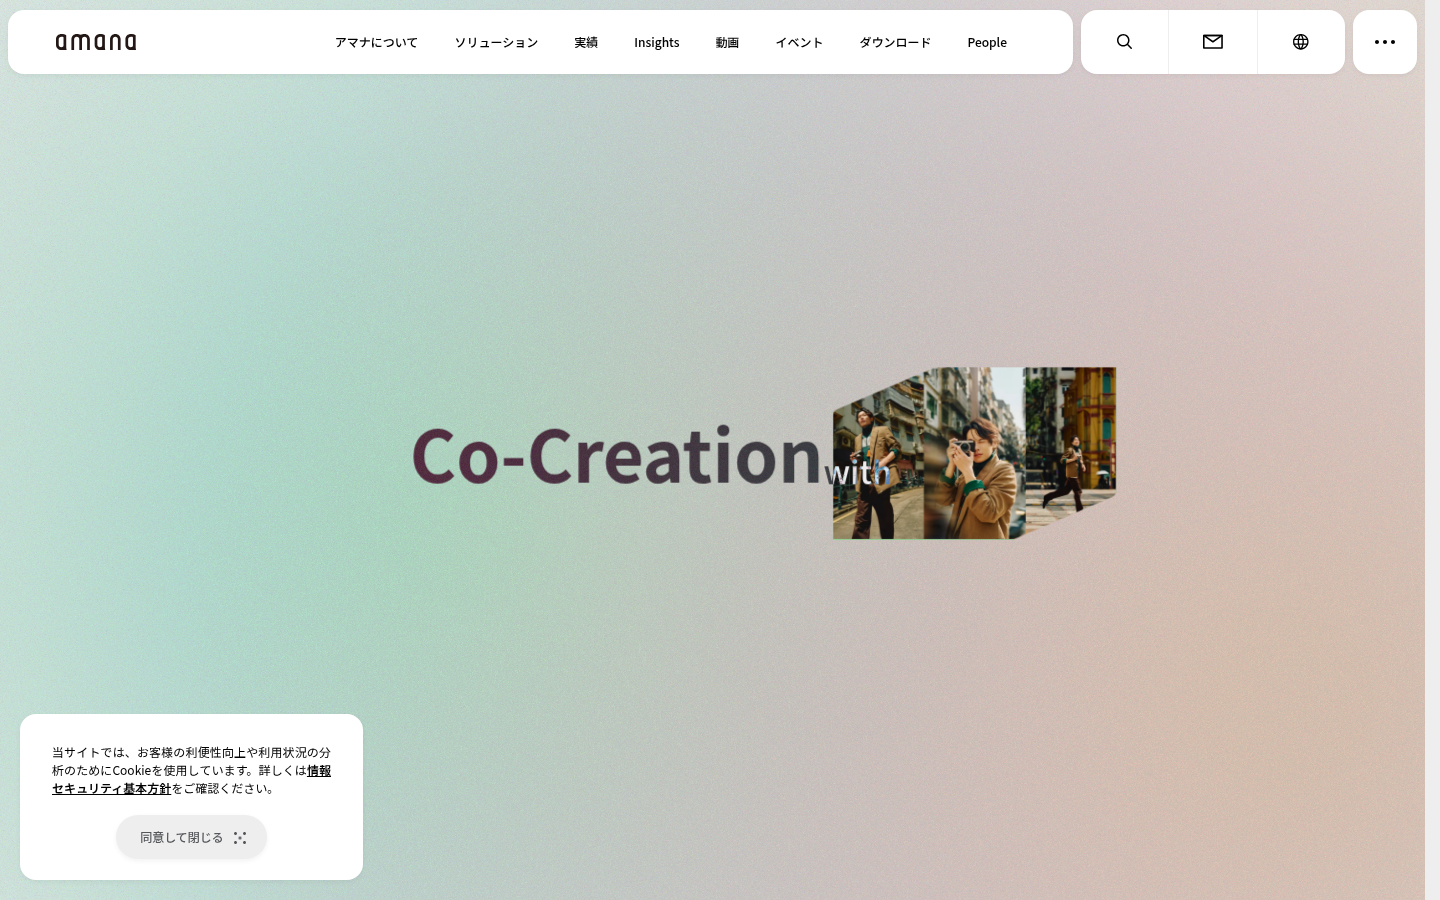 amana
アマナについて
ソリューション
実績
Insights
動画
イベント
ダウンロード
People
Co-Creation
with
当サイトでは、お客様の利便性向上や利用状況の分
析のためにCookieを使用しています。詳しくは情報
セキュリティ基本方針をご確認ください。
同意して閉じる